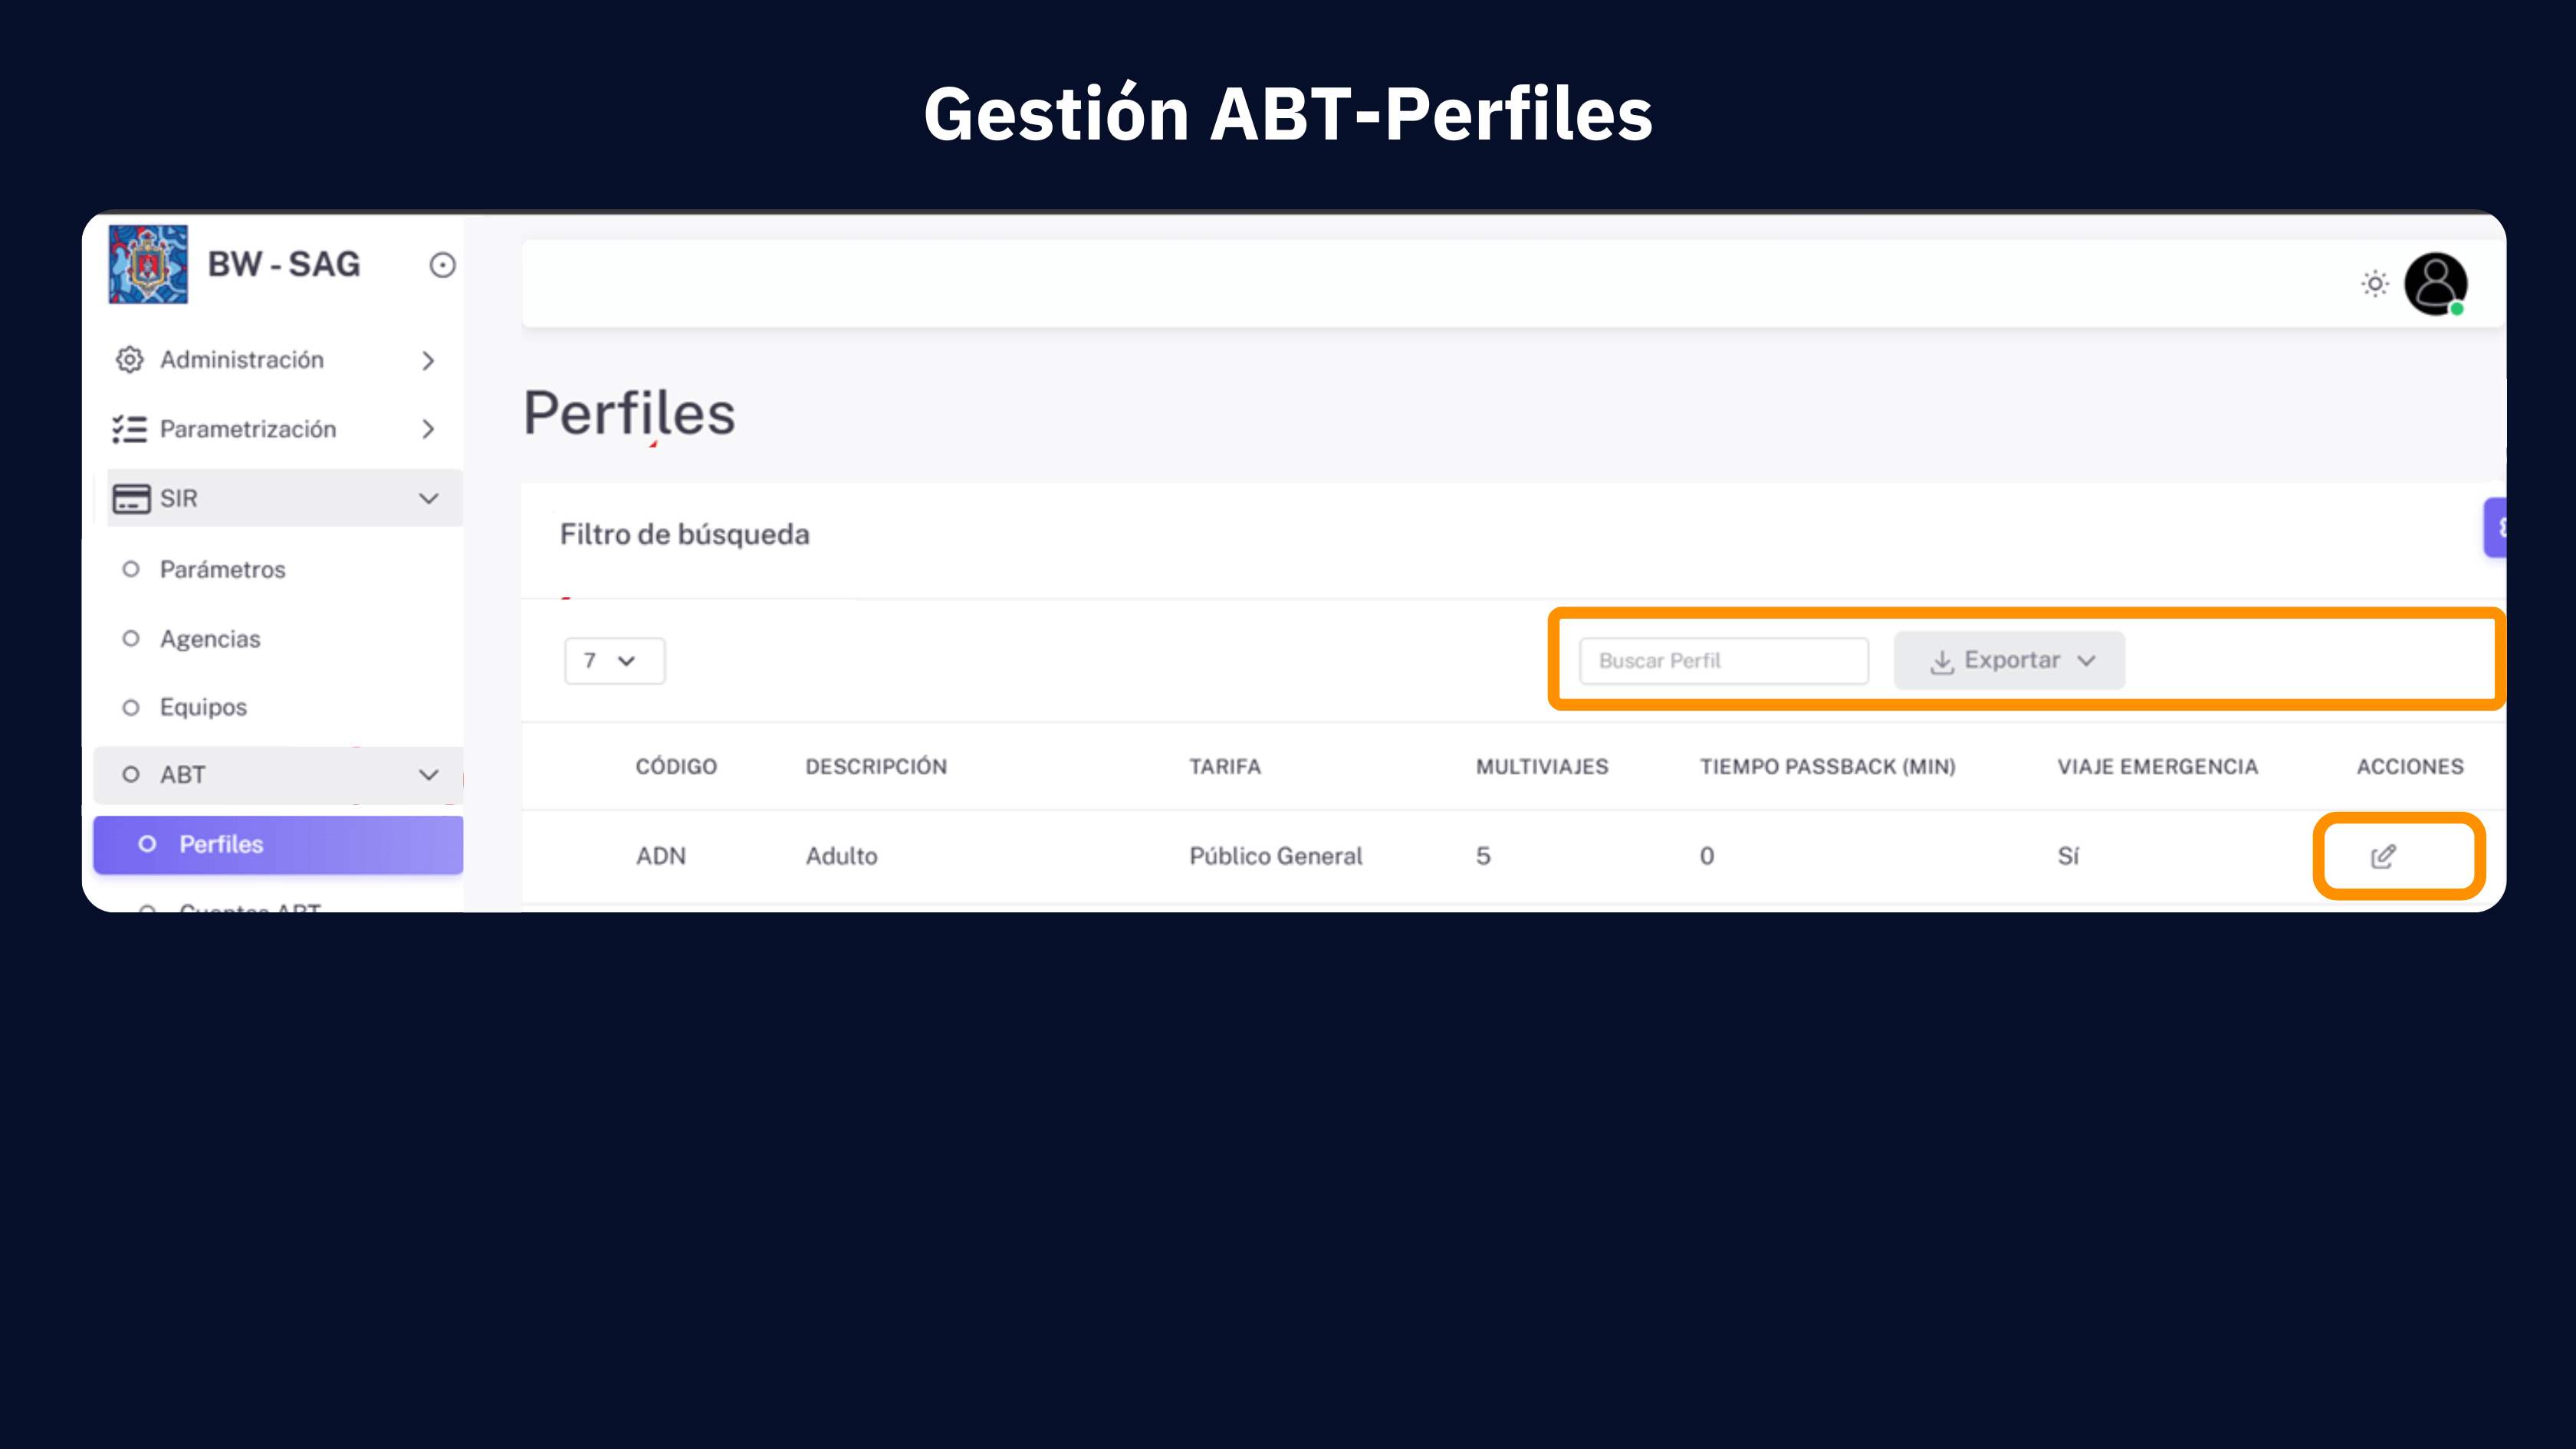 Gestión ABT-Perfiles
BW - SAG
Administración
Parametrización
SIR
Parámetros
Agencias
Equipos
ABT
Perfiles
Cuentas ABT
Perfiles
Filtro de búsqueda
7
Buscar Perfil
Exportar
CÓDIGO DESCRIPCIÓN TARIFA MULTIVIAJES TIEMPO PASSBACK (MIN) VIAJE EMERGENCIA ACCIONES
ADN Adulto Público General 5 0 Sí